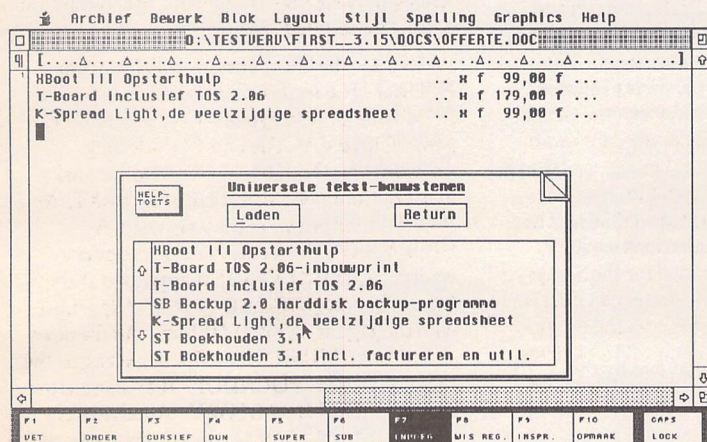 Archief Bewerk Blok Layout Stijl Spelling Graphics Help
D:\TESTVERV\FIRST__3.15\DOCS\OFFERTE.DOC
[....△....△....△....△....△....△....△....△....△....△....△.......]
XBoot III Opstarthulp .. x f 99,00 f ...
T-Board Inclusief TOS 2.06 .. x f 179,00 f ...
K-Spread Light,de veelzijdige spreadsheet .. x f 99,00 f ...
HELP-TOETS
Universele tekst-bouwstenen
Laden Return
XBoot III Opstarthulp
T-Board TOS 2.06-inbouwprint
T-Board Inclusief TOS 2.06
SB Backup 2.0 harddisk backup-programma
K-Spread Light,de veelzijdige spreadsheet
ST Boekhouden 3.1
ST Boekhouden 3.1 incl. factureren en util.
F1 F2 F3 F4 F5 F6 F7 F8 F9 F10 CAPS
VET ONDER CURSIEF DUN SUPER SUB INVOEG WIS REG. INSPR. OPMAAK LOCK